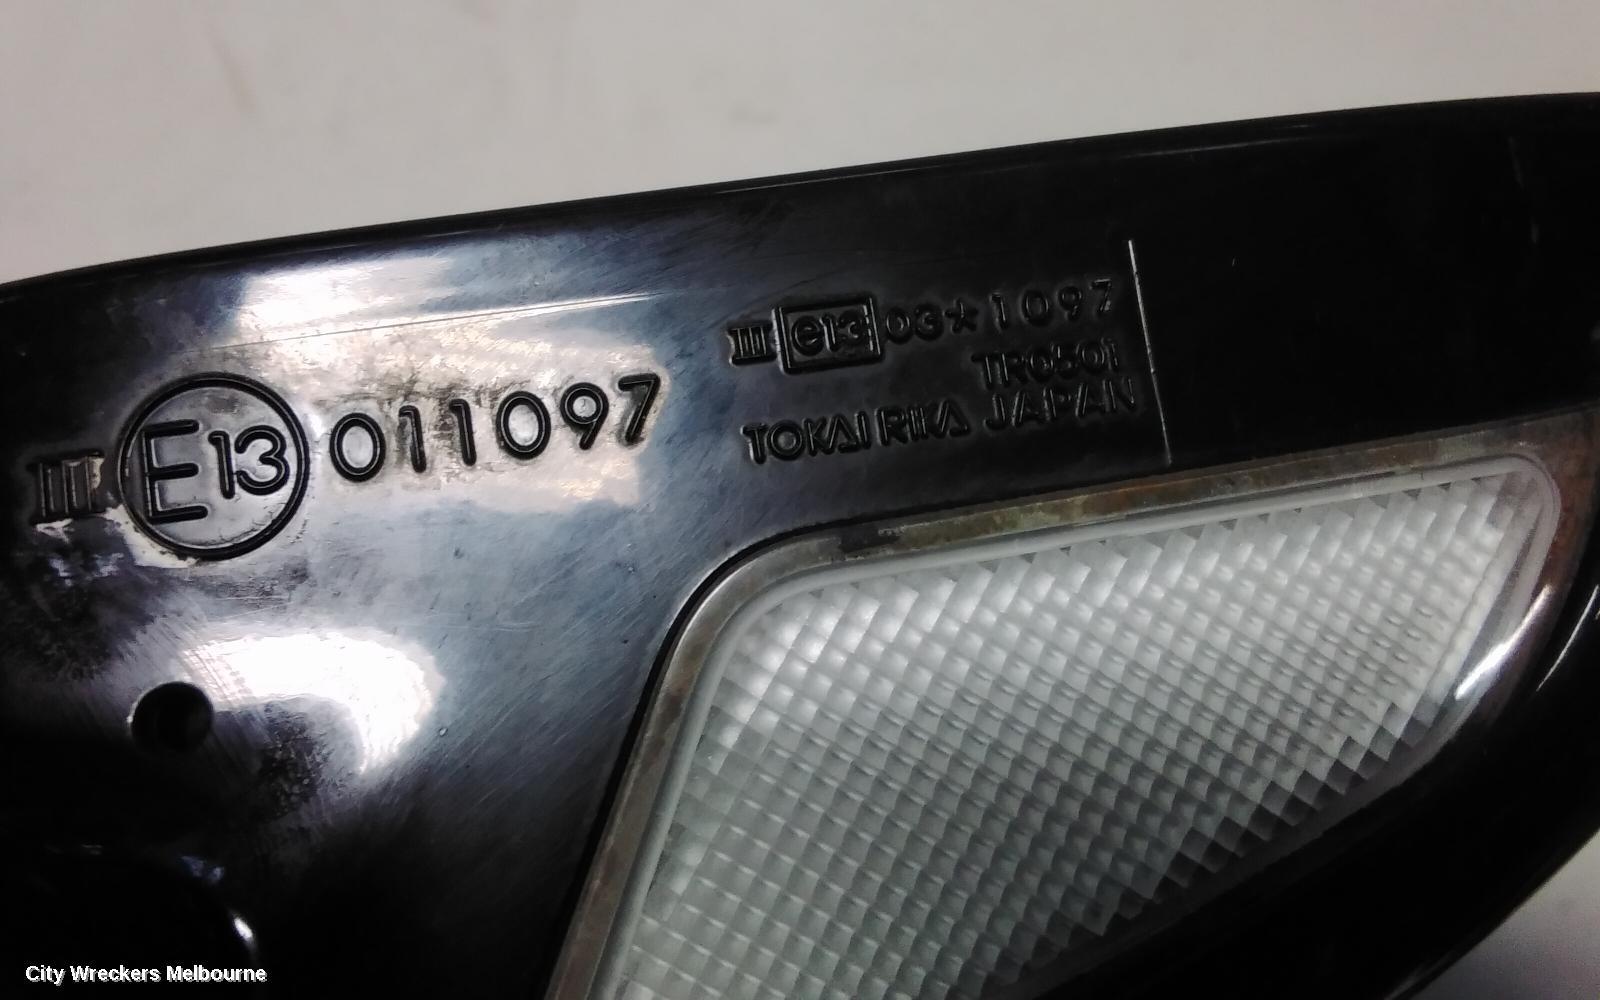 III E13 011097
III e13 03*1097
TR0501
TOKAI RIKA JAPAN
City Wreckers Melbourne